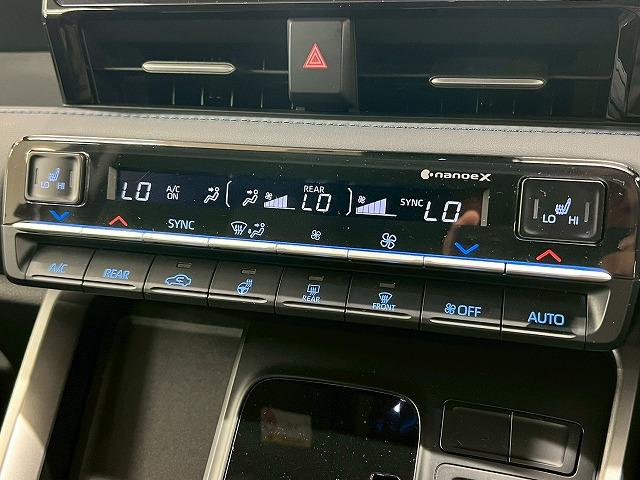 nanoeX
LO HI
LO A/C ON REAR LO SYNC LO
LO HI
SYNC
A/C REAR REAR FRONT OFF AUTO